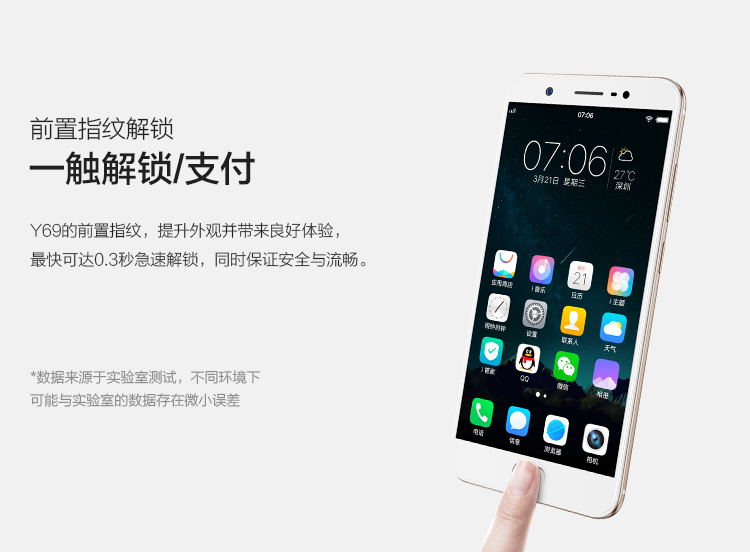 前置指纹解锁
一触解锁/支付
Y69的前置指纹，提升外观并带来良好体验，
最快可达0.3秒急速解锁，同时保证安全与流畅。
*数据来源于实验室测试，不同环境下
可能与实验室的数据存在微小误差
07:06
07:06
27℃
3月21日 星期三 深圳
21
应用商店 i 音乐 日历 i 主题
闹钟时钟 设置 联系人 天气
i 管家 QQ 微信 相册
电话 信息 浏览器 相机